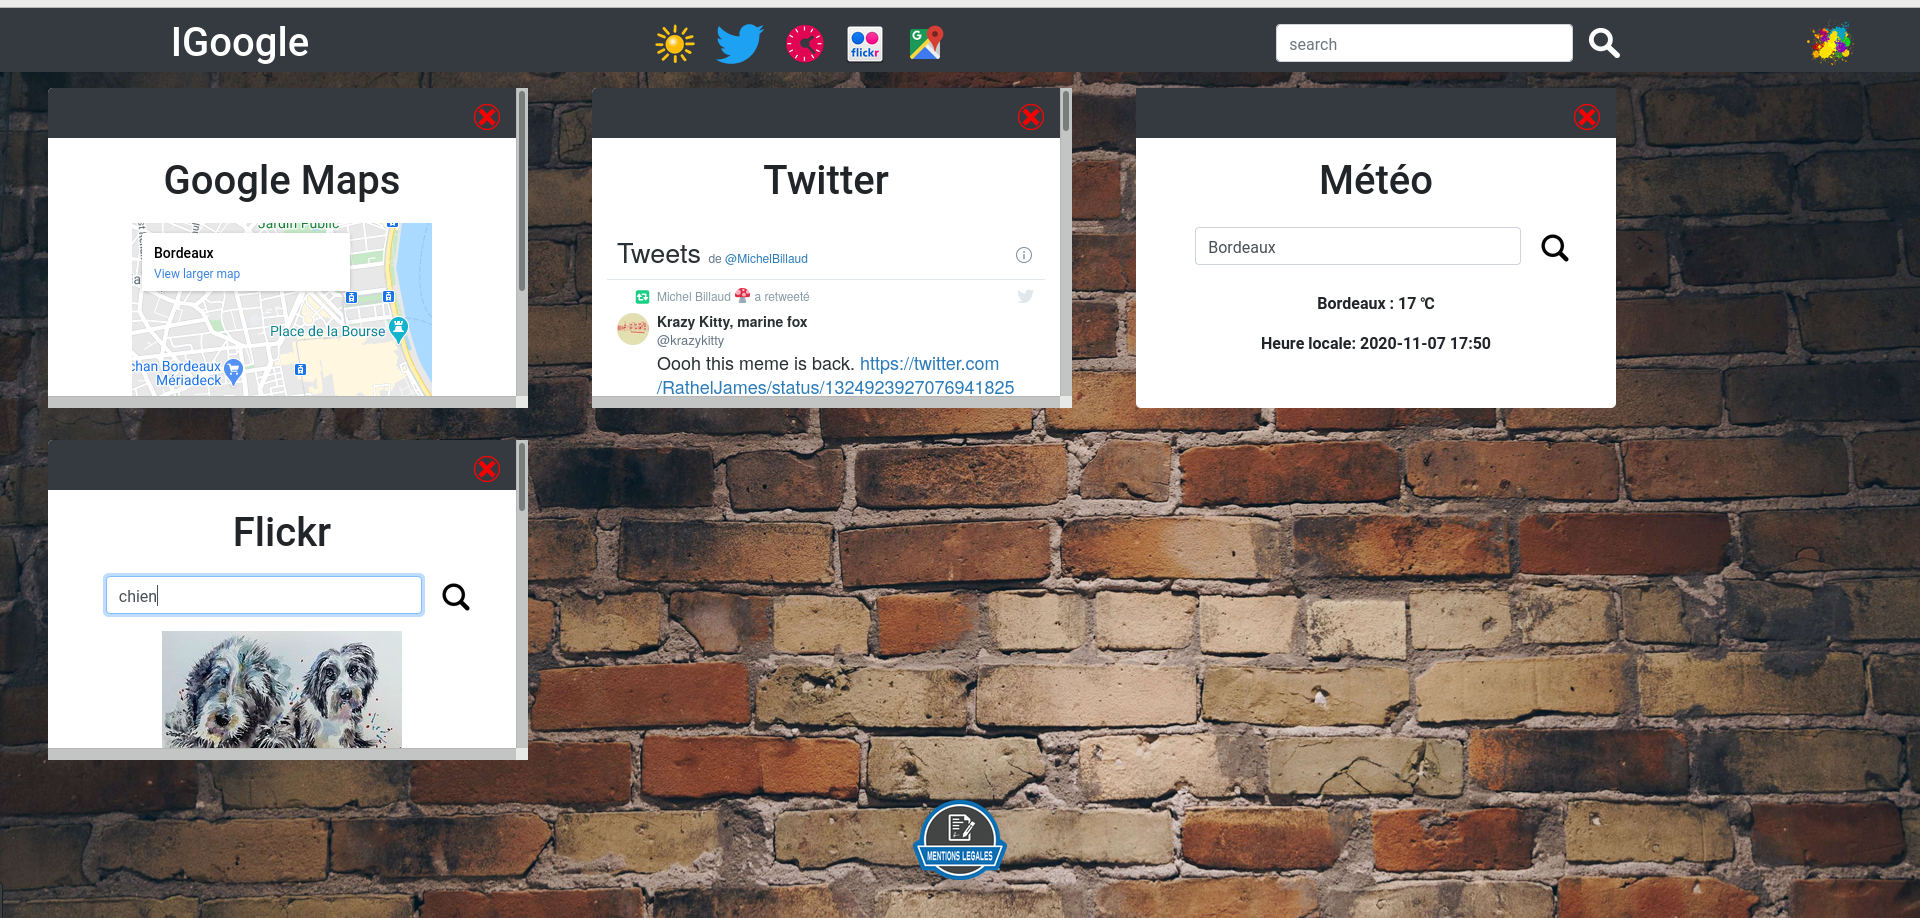 IGoogle
flickr
G
search
Google Maps
Jardin Public
Bordeaux
View larger map
Place de la Bourse
chan Bordeaux
Mériadeck
Twitter
Tweets de @MichelBillaud
Michel Billaud a retweeté
Krazy Kitty, marine fox
@krazykitty
Oooh this meme is back. https://twitter.com
/RathelJames/status/1324923927076941825
Météo
Bordeaux
Bordeaux : 17 °C
Heure locale: 2020-11-07 17:50
Flickr
chien
MENTIONS LEGALES